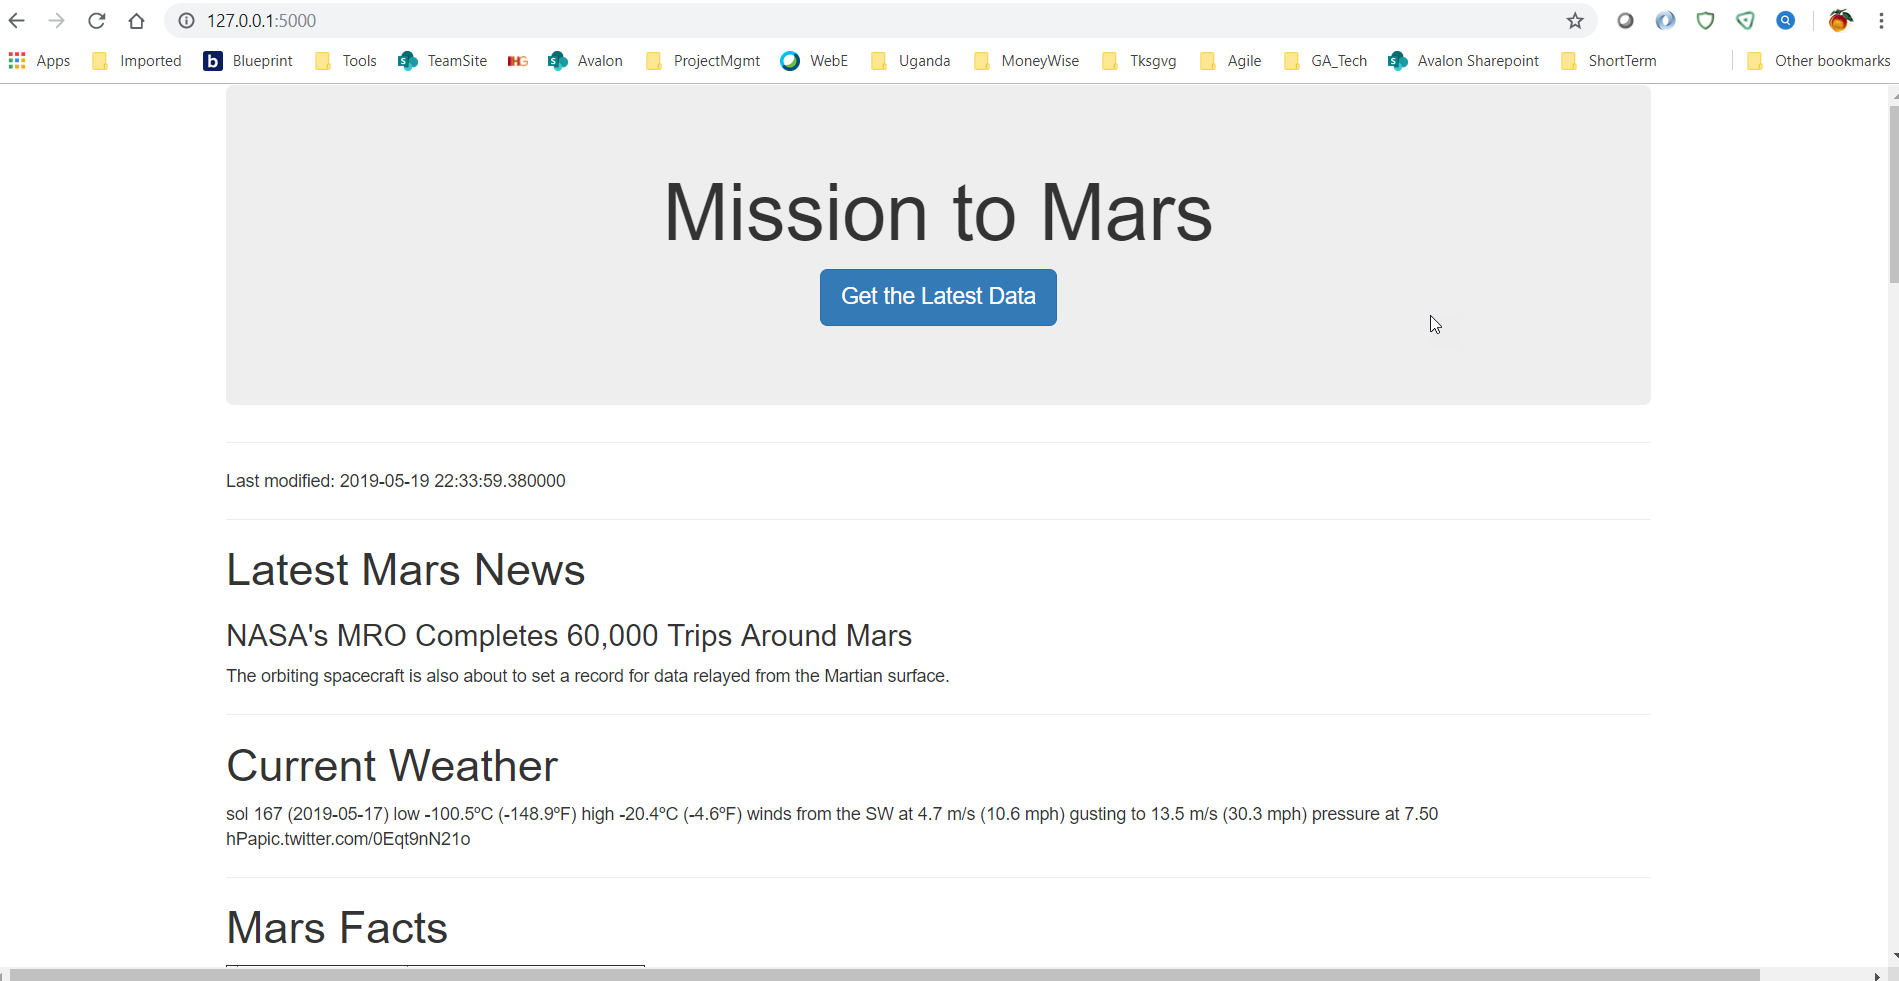 127.0.0.1:5000
Apps Imported Blueprint Tools TeamSite IHG Avalon ProjectMgmt WebE Uganda MoneyWise Tksgvg Agile GA_Tech Avalon Sharepoint ShortTerm Other bookmarks
Mission to Mars
Get the Latest Data
Last modified: 2019-05-19 22:33:59.380000
Latest Mars News
NASA's MRO Completes 60,000 Trips Around Mars
The orbiting spacecraft is also about to set a record for data relayed from the Martian surface.
Current Weather
sol 167 (2019-05-17) low -100.5ºC (-148.9ºF) high -20.4ºC (-4.6ºF) winds from the SW at 4.7 m/s (10.6 mph) gusting to 13.5 m/s (30.3 mph) pressure at 7.50
hPapic.twitter.com/0Eqt9nN21o
Mars Facts